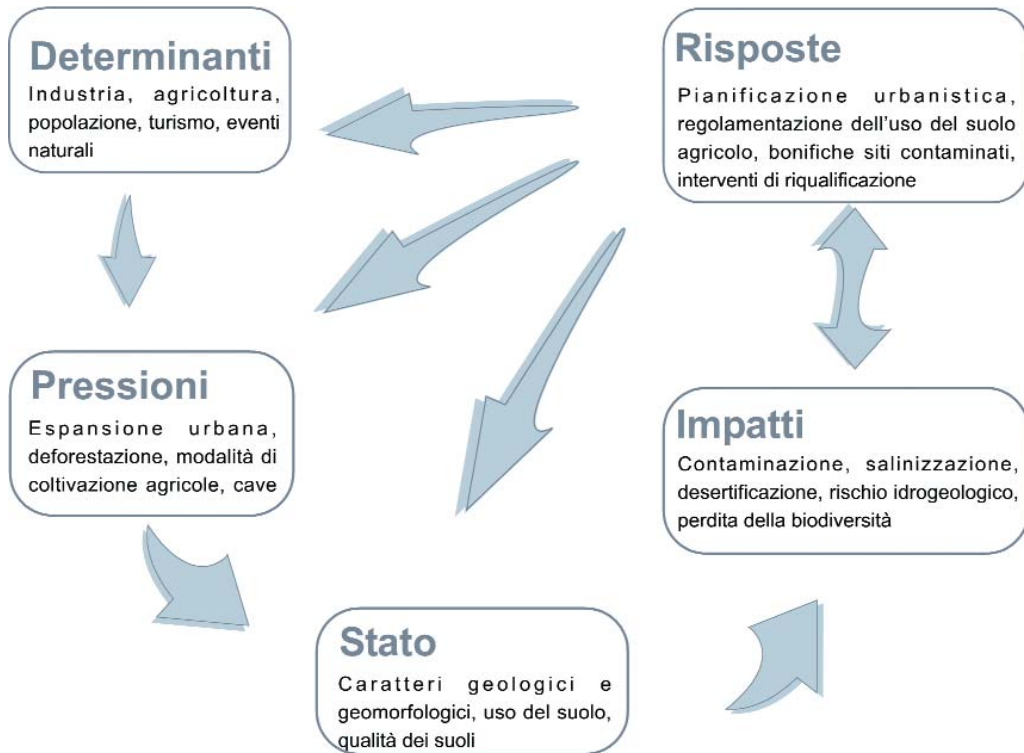 Determinanti
Industria, agricoltura,
popolazione, turismo, eventi
naturali
Risposte
Pianificazione urbanistica,
regolamentazione dell'uso del suolo
agricolo, bonifiche siti contaminati,
interventi di riqualificazione
Pressioni
Espansione urbana,
deforestazione, modalità di
coltivazione agricole, cave
Impatti
Contaminazione, salinizzazione,
desertificazione, rischio idrogeologico,
perdita della biodiversità
Stato
Caratteri geologici e
geomorfologici, uso del suolo,
qualità dei suoli